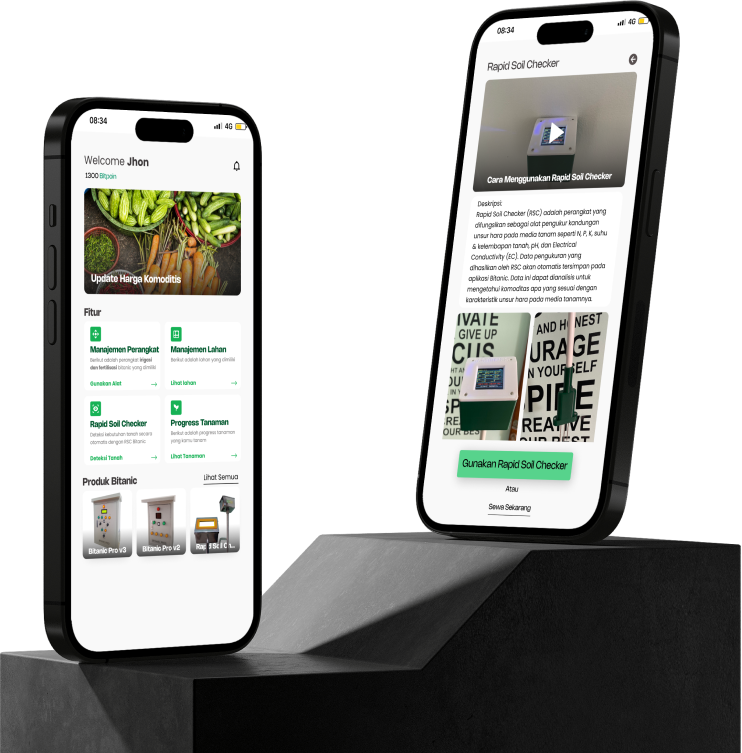 08:34
4G
Welcome Jhon
1300 Bitpoin
Update Harga Komoditis
Fitur
Manajemen Perangkat
Berikut adalah perangkat irigasi
dan fertilisasi bitanic yang dimiliki
Gunakan Alat →
Manajemen Lahan
Berikut adalah lahan yang dimiliki
Lihat lahan →
Rapid Soil Checker
Deteksi kebutuhan tanah secara
otomatis dengan RSC Bitanic
Deteksi Tanah →
Progress Tanaman
Berikut adalah progress tanaman
yang kamu tanam
Lihat Tanaman →
Produk Bitanic
Lihat Semua
Bitanic Pro v3
Bitanic Pro v2
08:34
4G
Rapid Soil Checker
Cara Menggunakan Rapid Soil Checker
Deskripsi:
Rapid Soil Checker (RSC) adalah perangkat yang
difungsikan sebagai alat pengukur kandungan
unsur hara pada media tanam seperti N, P, K, suhu
& kelembapan tanah, pH, dan Electrical
Conductivity (EC). Data pengukuran yang
dihasilkan oleh RSC akan otomatis tersimpan pada
aplikasi Bitanic. Data ini dapat dianalisis untuk
mengetahui komoditas apa yang sesuai dengan
karakteristik unsur hara pada media tanamnya.
IVATE
GIVE UP
CUS
AND HONEST
URAGE
IN YOURSELF
CREATIVE
OUR BEST
Gunakan Rapid Soil Checker
Atau
Sewa Sekarang